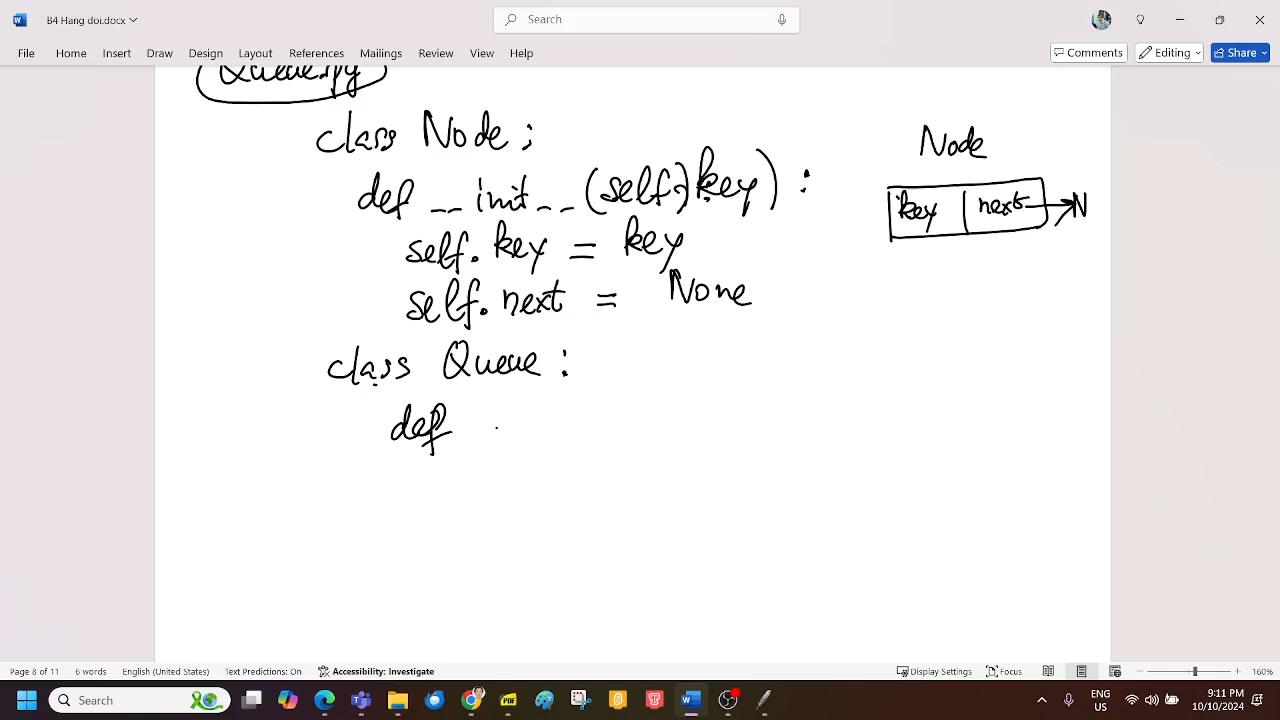 B4 Hang doi.docx
Search
File Home Insert Draw Design Layout References Mailings Review View Help
Comments Editing Share
Queue.py
class Node:
def __init__(self, key):
self.key = key
self.next = None
class Queue:
def
Node
key next N
Page 8 of 11 6 words English (United States) Text Predictions: On Accessibility: Investigate Display Settings Focus 160%
Search PDF ENG US 9:11 PM 10/10/2024